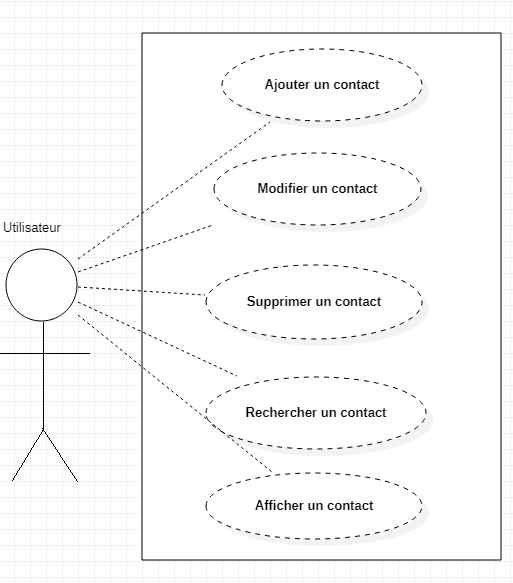 Ajouter un contact
Modifier un contact
Utilisateur
Supprimer un contact
Rechercher un contact
Afficher un contact